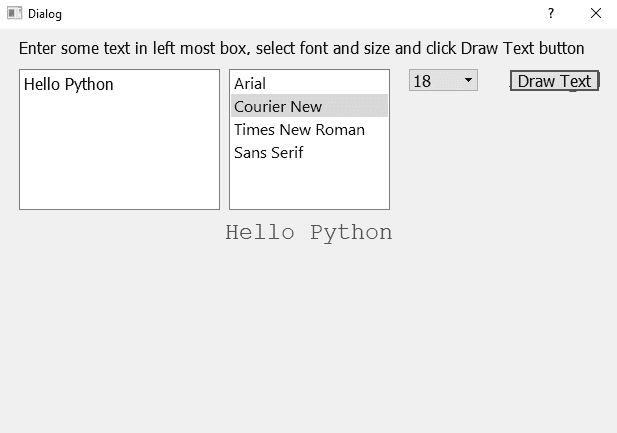 Dialog
?
Enter some text in left most box, select font and size and click Draw Text button
Hello Python
Arial
Courier New
Times New Roman
Sans Serif
18
Draw Text
Hello Python